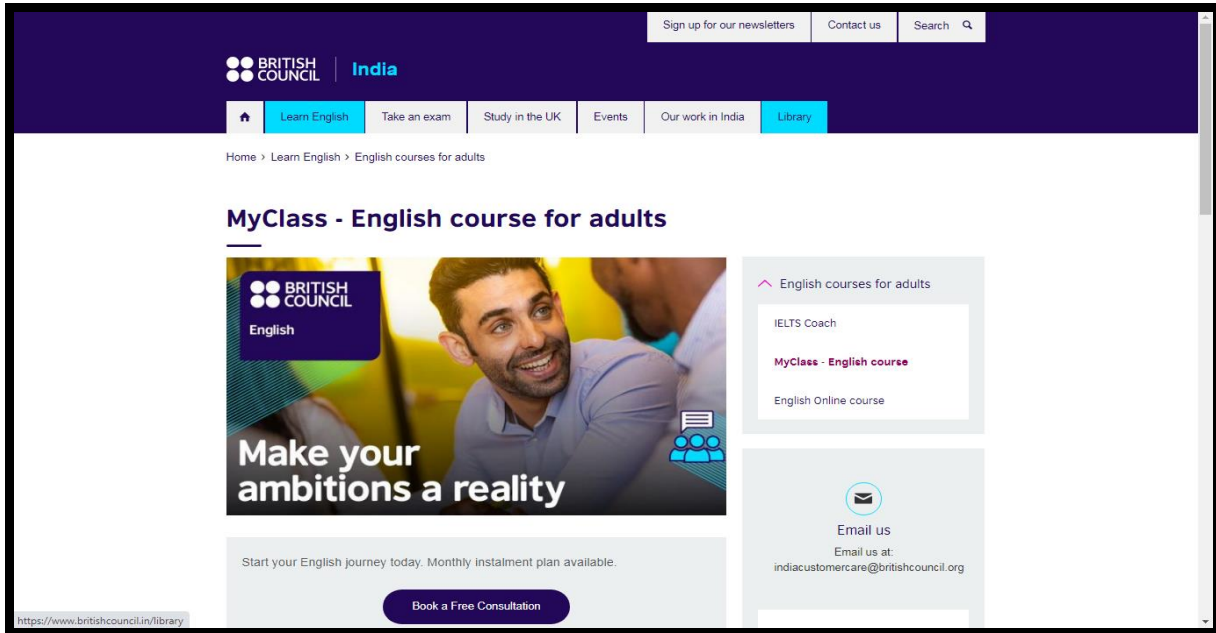 Sign up for our newsletters
Contact us
Search
BRITISH
COUNCIL
India
Learn English
Take an exam
Study in the UK
Events
Our work in India
Library
Home > Learn English > English courses for adults
MyClass - English course for adults
BRITISH
COUNCIL
English
Make your
ambitions a reality
Start your English journey today. Monthly instalment plan available.
Book a Free Consultation
English courses for adults
IELTS Coach
MyClass - English course
English Online course
Email us
Email us at:
indiacustomercare@britishcouncil.org
https://www.britishcouncil.in/library